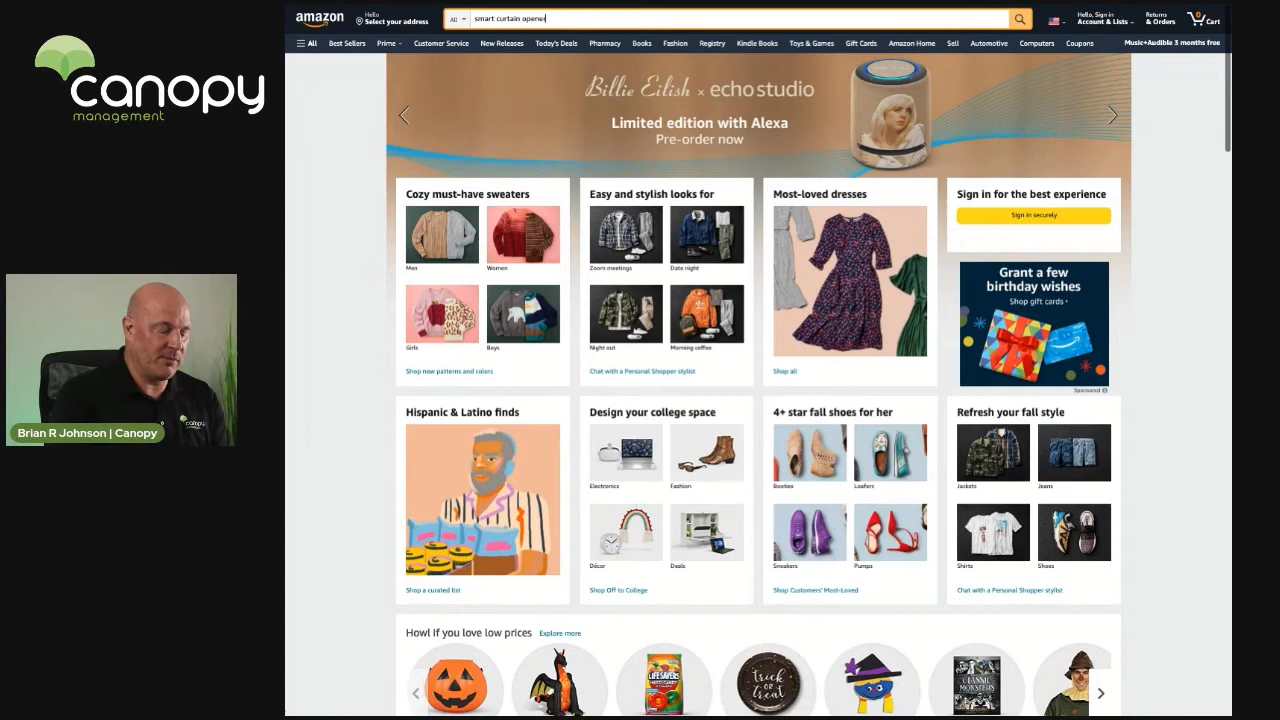 canopy
management
Brian R Johnson | Canopy
amazon
Hello
Select your address
All
smart curtain opener
Hello, Sign in
Account & Lists
Returns
& Orders
0
Cart
All
Best Sellers
Prime
Customer Service
New Releases
Today's Deals
Pharmacy
Books
Fashion
Registry
Kindle Books
Toys & Games
Gift Cards
Amazon Home
Sell
Automotive
Computers
Coupons
Music+Audible 3 months free
Billie Eilish × echo studio
Limited edition with Alexa
Pre-order now
Cozy must-have sweaters
Men
Women
Girls
Boys
Shop new patterns and colors
Easy and stylish looks for
Zoom meetings
Date night
Night out
Morning coffee
Chat with a Personal Shopper stylist
Most-loved dresses
Shop all
Sign in for the best experience
Sign in securely
Grant a few
birthday wishes
Shop gift cards ›
Sponsored
Hispanic & Latino finds
Shop a curated list
Design your college space
Electronics
Fashion
Décor
Deals
Shop Off to College
4+ star fall shoes for her
Booties
Loafers
Sneakers
Pumps
Shop Customers' Most-Loved
Refresh your fall style
Jackets
Jeans
Shirts
Shoes
Chat with a Personal Shopper stylist
Howl if you love low prices
Explore more
LIFESAVERS
trick
OR
treat
CLASSIC
MONSTERS